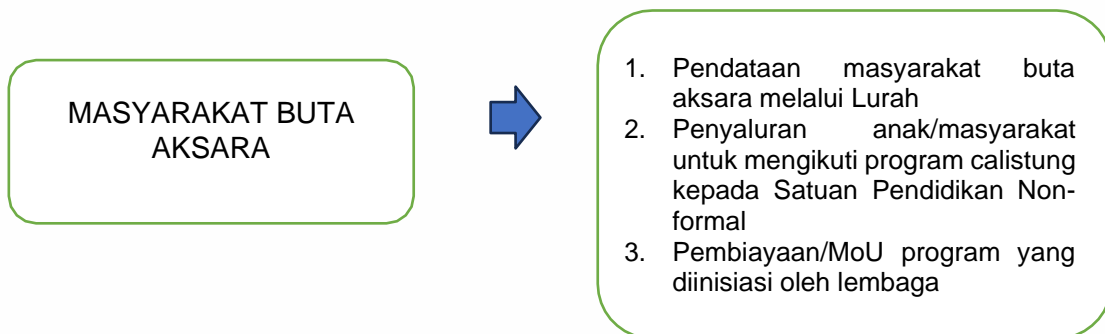 MASYARAKAT BUTA
AKSARA
1. Pendataan masyarakat buta
aksara melalui Lurah
2. Penyaluran anak/masyarakat
untuk mengikuti program calistung
kepada Satuan Pendidikan Non-
formal
3. Pembiayaan/MoU program yang
diinisiasi oleh lembaga